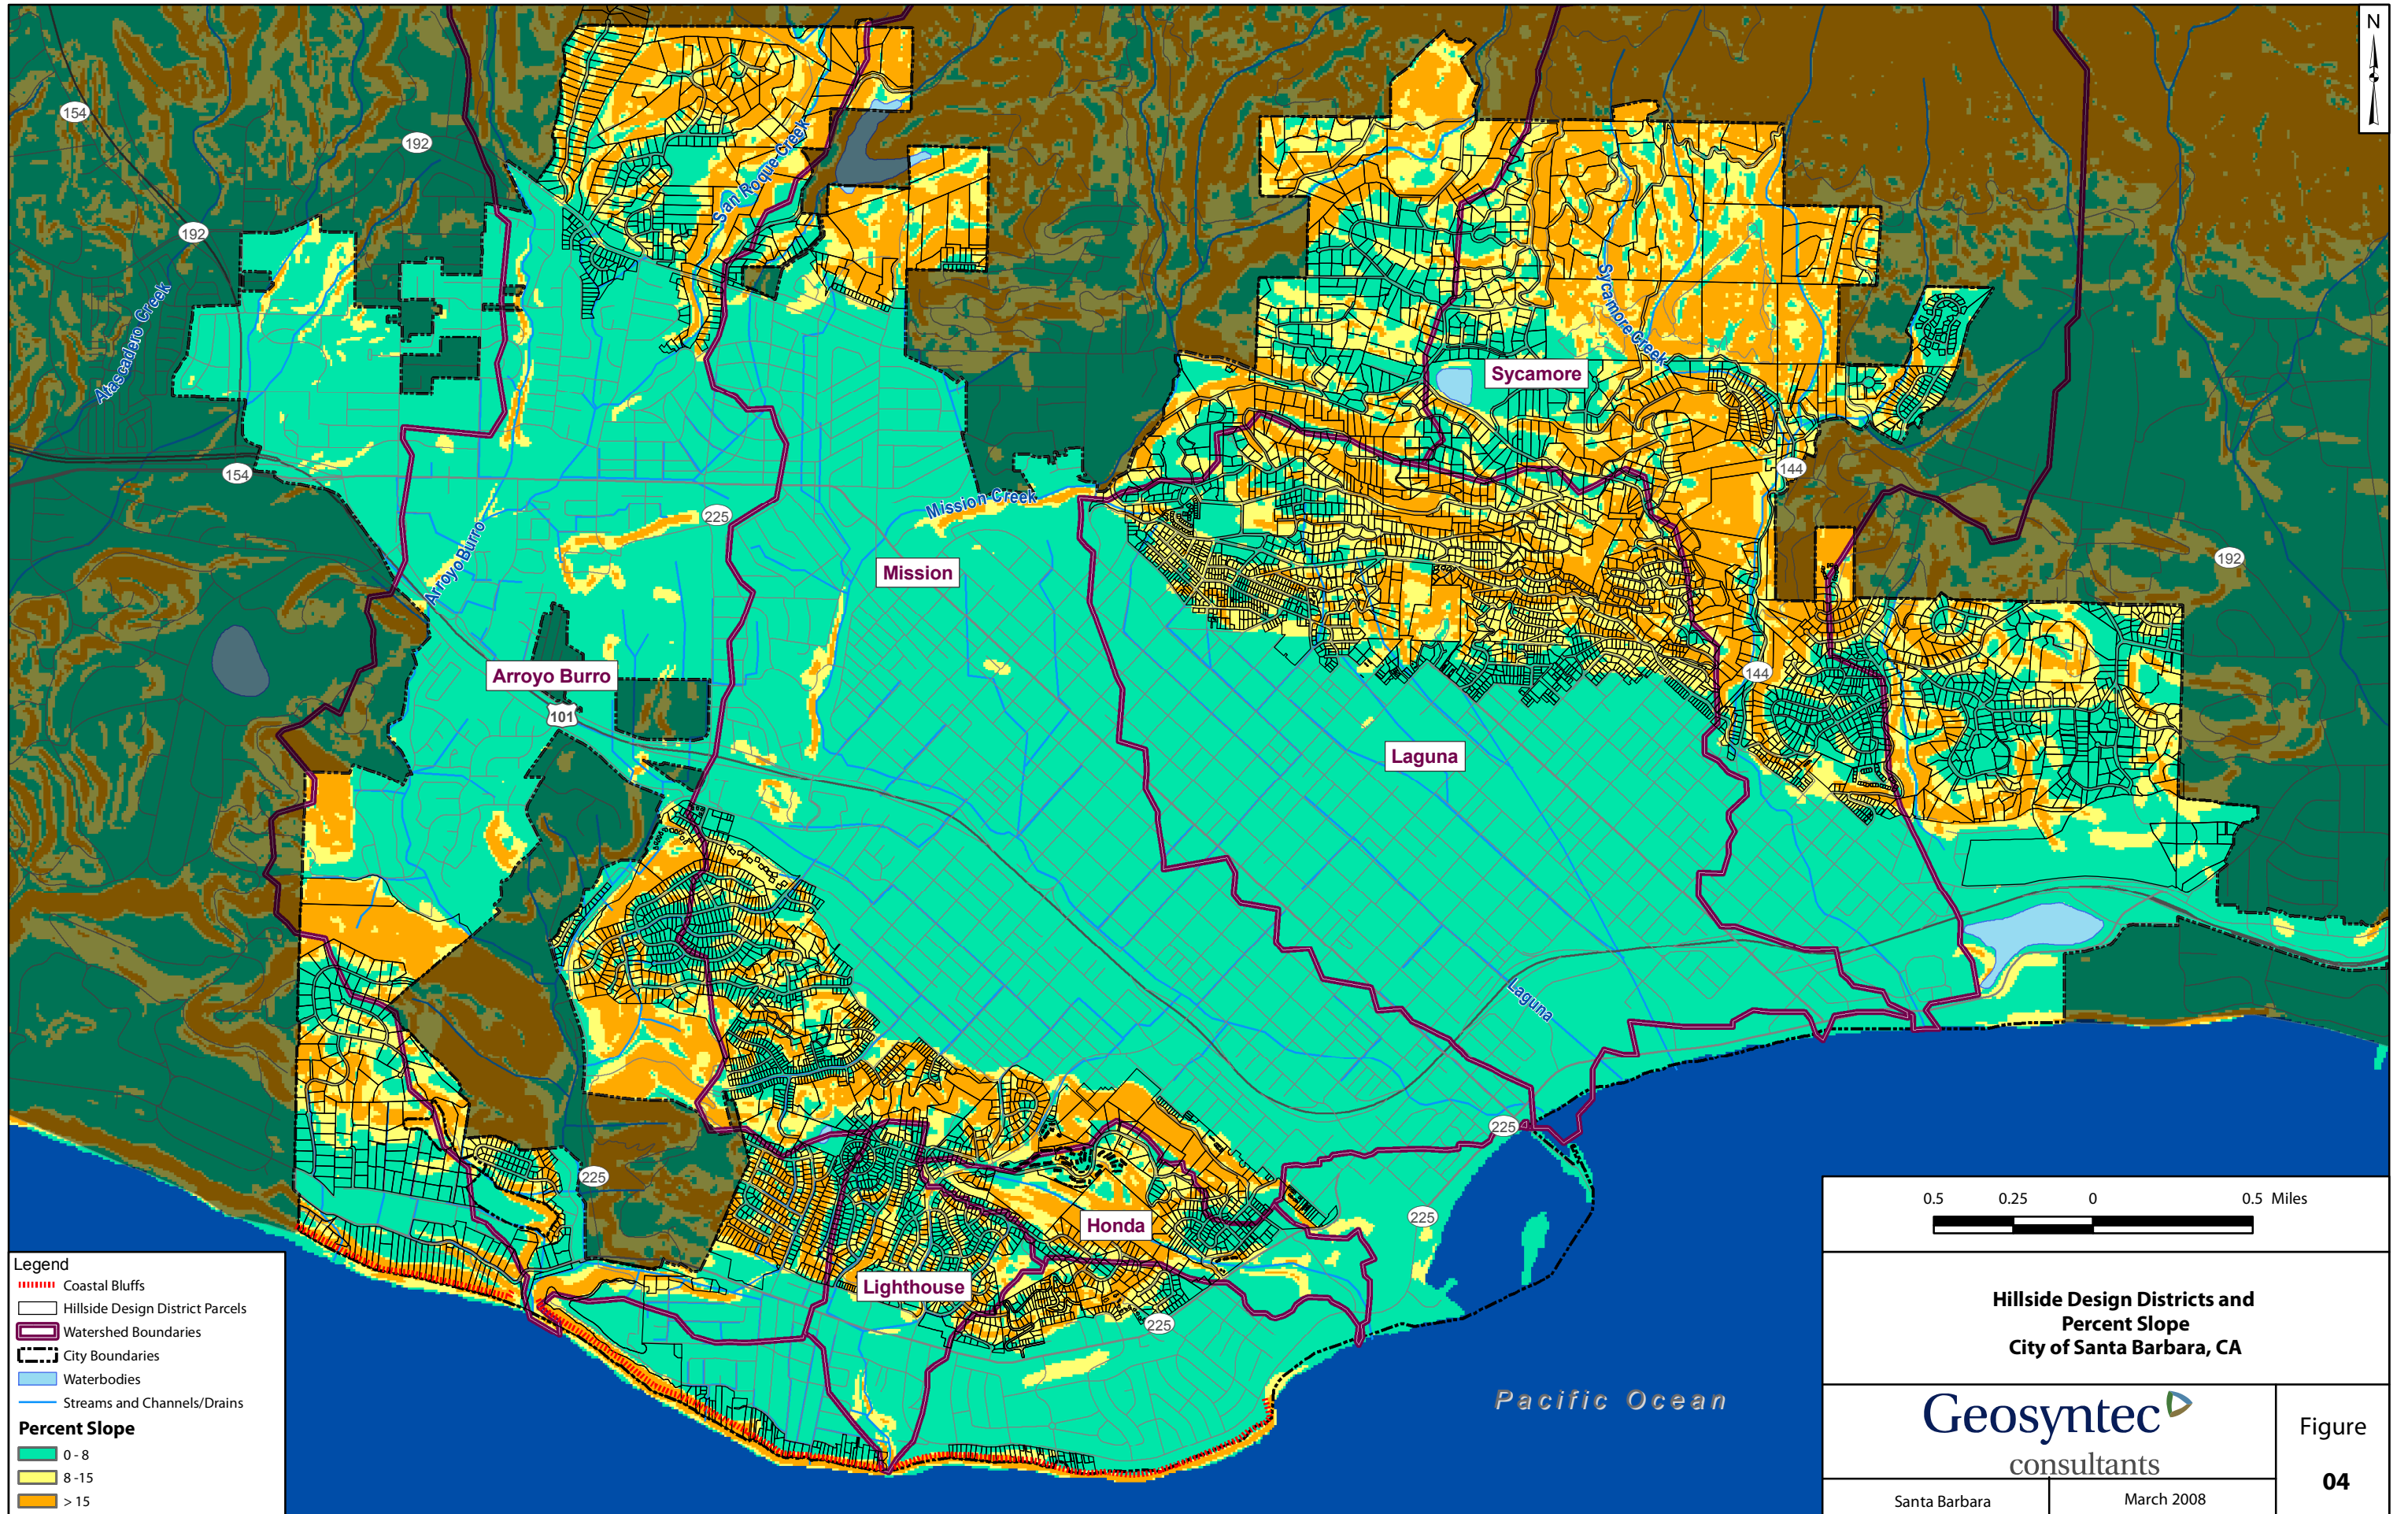 N
154
192
192
154
Atascadero Creek
San Roque Creek
Sycamore Creek
Sycamore
144
192
Mission Creek
225
Arroyo Burro
Mission
Arroyo Burro
101
144
Laguna
Laguna
225
225
225
Honda
Lighthouse
225
Pacific Ocean
Legend
Coastal Bluffs
Hillside Design District Parcels
Watershed Boundaries
City Boundaries
Waterbodies
Streams and Channels/Drains
Percent Slope
0 - 8
8 -15
> 15
0.5 0.25 0 0.5 Miles
Hillside Design Districts and
Percent Slope
City of Santa Barbara, CA
Geosyntec
consultants
Figure
04
Santa Barbara
March 2008